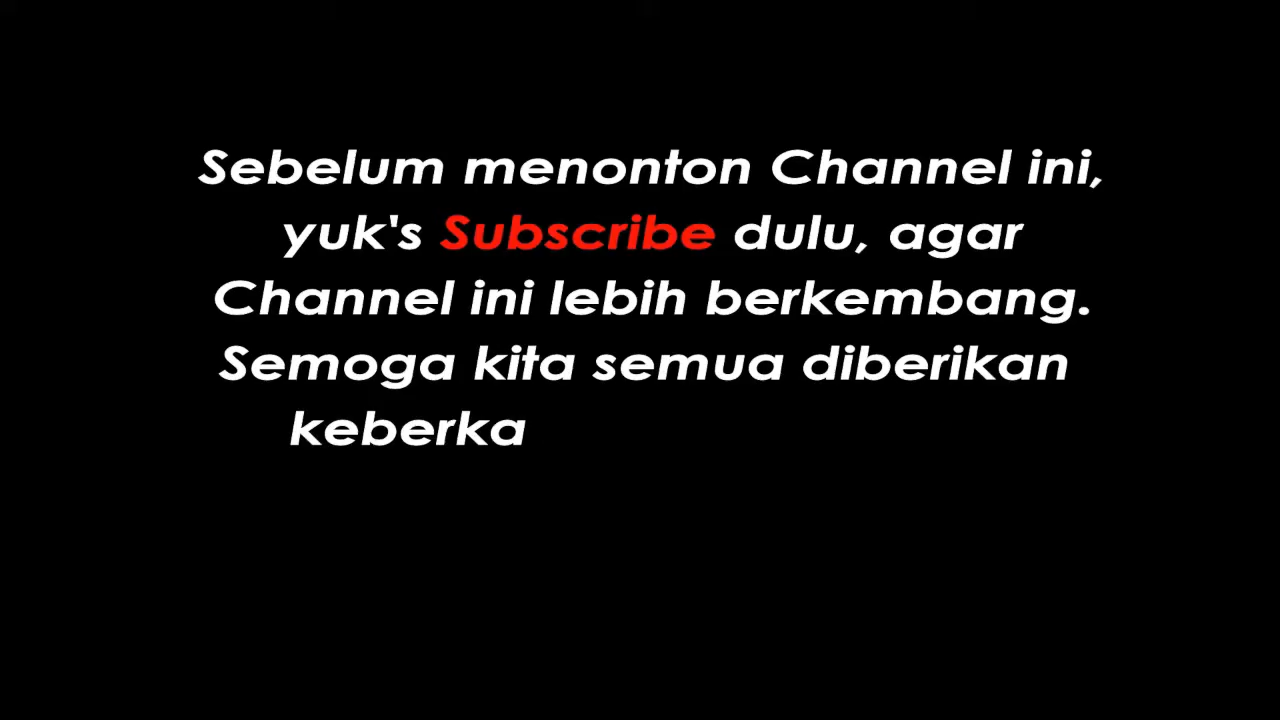 Sebelum menonton Channel ini,
yuk's Subscribe dulu, agar
Channel ini lebih berkembang.
Semoga kita semua diberikan
keberka